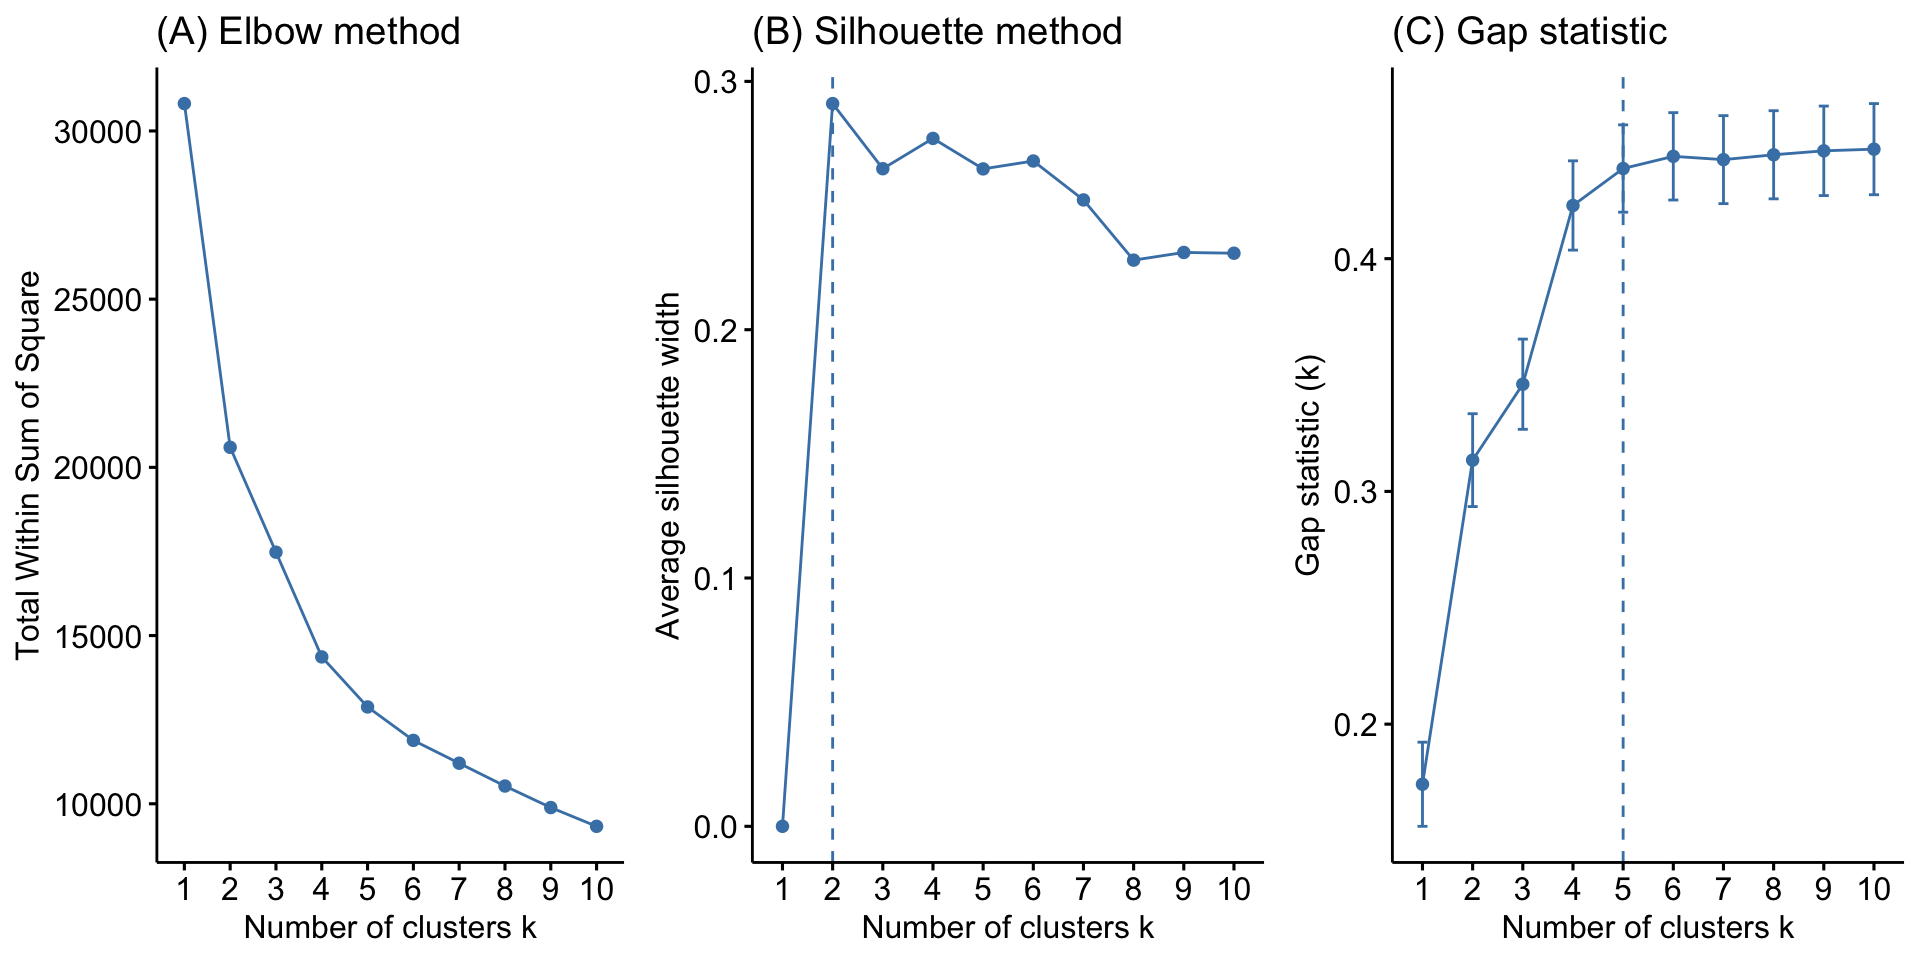 (A) Elbow method
Total Within Sum of Square
30000
25000
20000
15000
10000
1 2 3 4 5 6 7 8 9 10
Number of clusters k
(B) Silhouette method
Average silhouette width
0.3
0.2
0.1
0.0
1 2 3 4 5 6 7 8 9 10
Number of clusters k
(C) Gap statistic
Gap statistic (k)
0.4
0.3
0.2
1 2 3 4 5 6 7 8 9 10
Number of clusters k